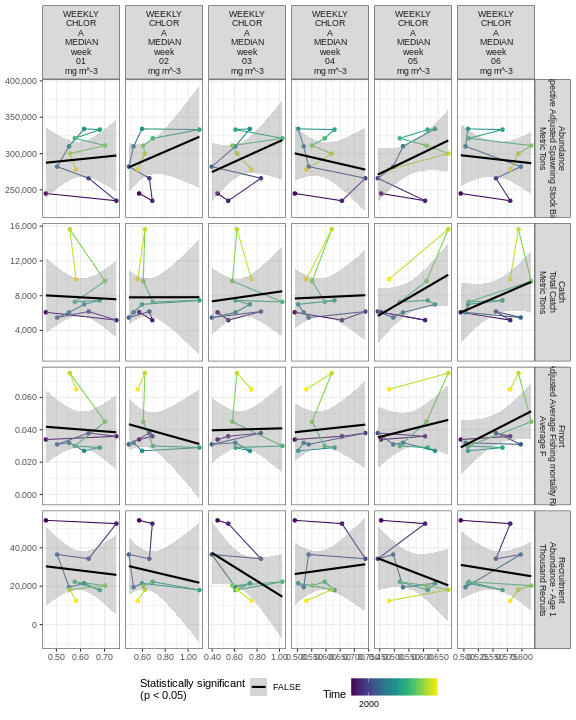 WEEKLY
CHLOR
A
MEDIAN
week
01
mg m^-3
WEEKLY
CHLOR
A
MEDIAN
week
02
mg m^-3
WEEKLY
CHLOR
A
MEDIAN
week
03
mg m^-3
WEEKLY
CHLOR
A
MEDIAN
week
04
mg m^-3
WEEKLY
CHLOR
A
MEDIAN
week
05
mg m^-3
WEEKLY
CHLOR
A
MEDIAN
week
06
mg m^-3
400,000
350,000
300,000
250,000
Abundance
Adjusted Spawning Stock
Metric Tons
16,000
12,000
8,000
4,000
Catch
Total Catch
Metric Tons
0.060
0.040
0.020
0.000
Fmort
Average Fishing mortality
Average F
40,000
20,000
0
Recruitment
Abundance - Age 1
Thousand Recruits
0.50 0.60 0.70
0.60 0.80 1.00
0.40 0.60 0.80 1.00
Statistically significant
(p < 0.05)
FALSE
Time
2000